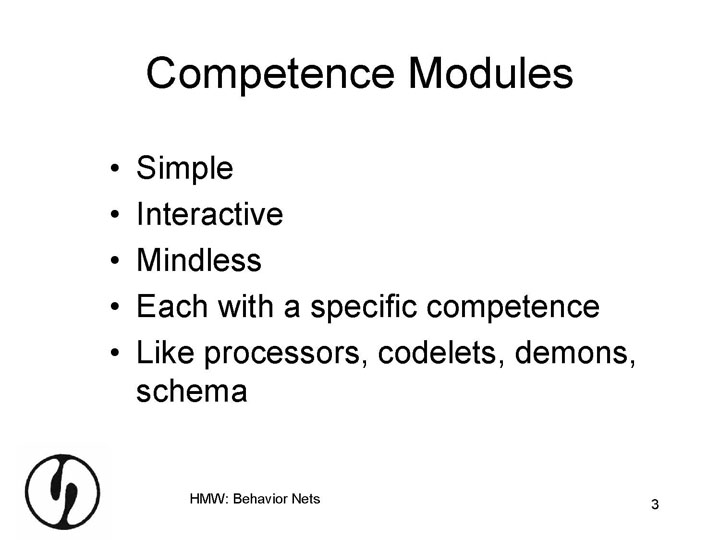 Competence Modules
• Simple
• Interactive
• Mindless
• Each with a specific competence
• Like processors, codelets, demons,
schema
HMW: Behavior Nets
3